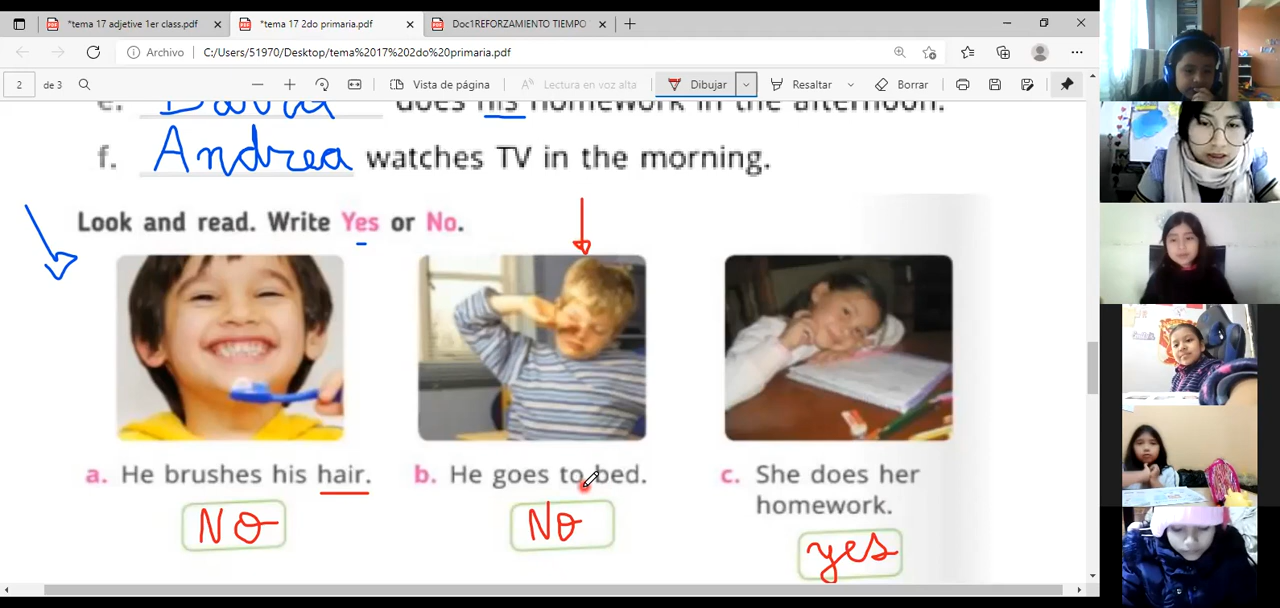 *tema 17 adjetive 1er class.pdf
*tema 17 2do primaria.pdf
Doc1REFORZAMIENTO TIEMPO
Archivo
C:/Users/51970/Desktop/tema%2017%202do%20primaria.pdf
2 de 3
Vista de página
Lectura en voz alta
Dibujar
Resaltar
Borrar
e. David does his homework in the afternoon.
f. Andrea watches TV in the morning.
Look and read. Write Yes or No.
a. He brushes his hair.
NO
b. He goes to bed.
No
c. She does her
homework.
yes